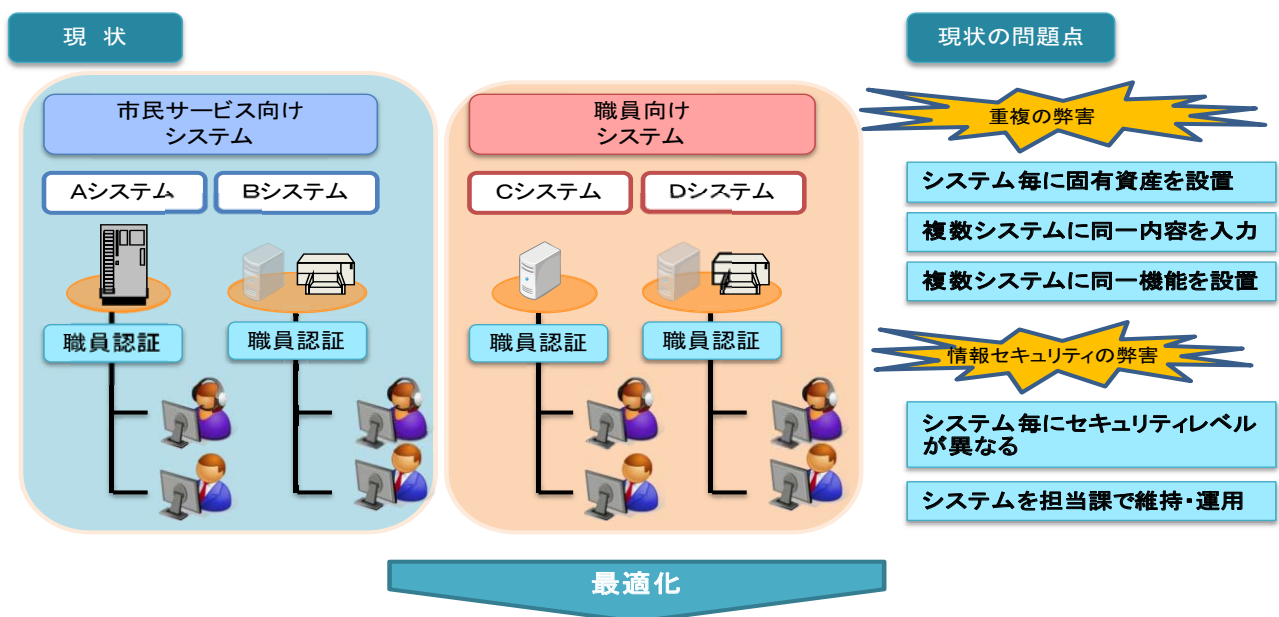 現 状
市民サービス向け
システム
Aシステム
Bシステム
職員認証
職員認証
職員向け
システム
Cシステム
Dシステム
職員認証
職員認証
現状の問題点
重複の弊害
システム毎に固有資産を設置
複数システムに同一内容を入力
複数システムに同一機能を設置
情報セキュリティの弊害
システム毎にセキュリティレベル
が異なる
システムを担当課で維持・運用
最適化